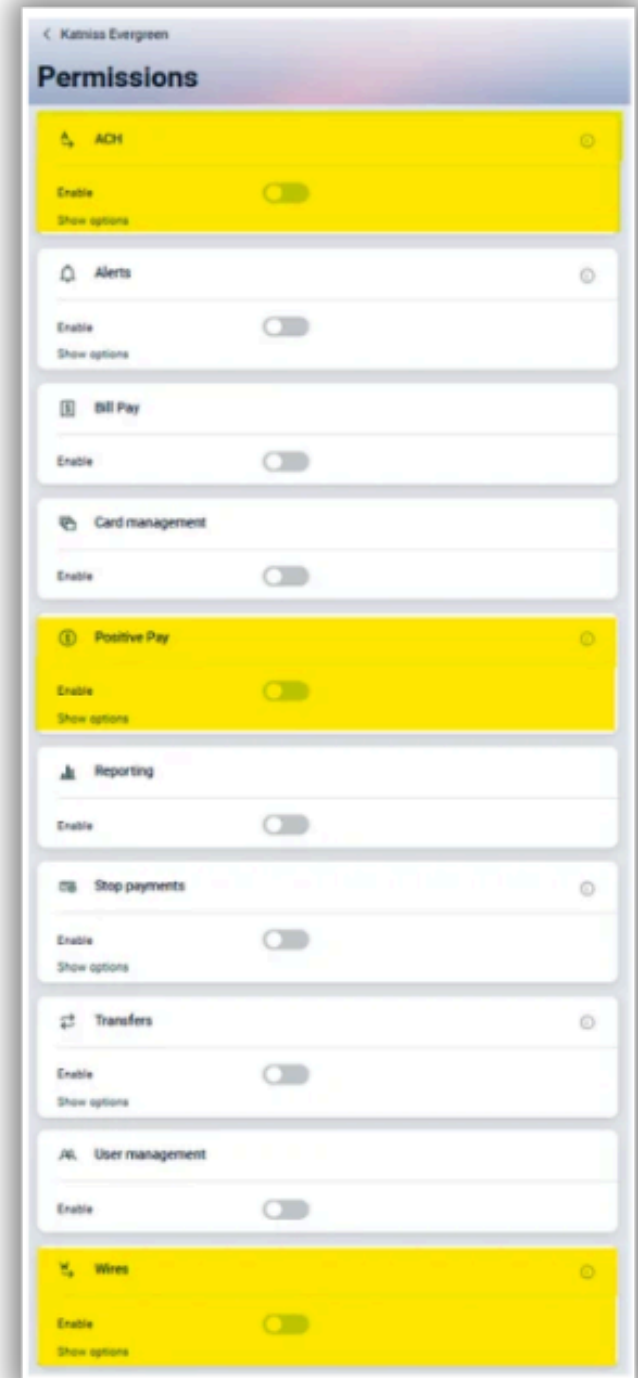 Katniss Evergreen
Permissions
ACH
Enable
Show options
Alerts
Enable
Show options
Bill Pay
Enable
Card management
Enable
Positive Pay
Enable
Show options
Reporting
Enable
Stop payments
Enable
Show options
Transfers
Enable
Show options
User management
Enable
Wires
Enable
Show options